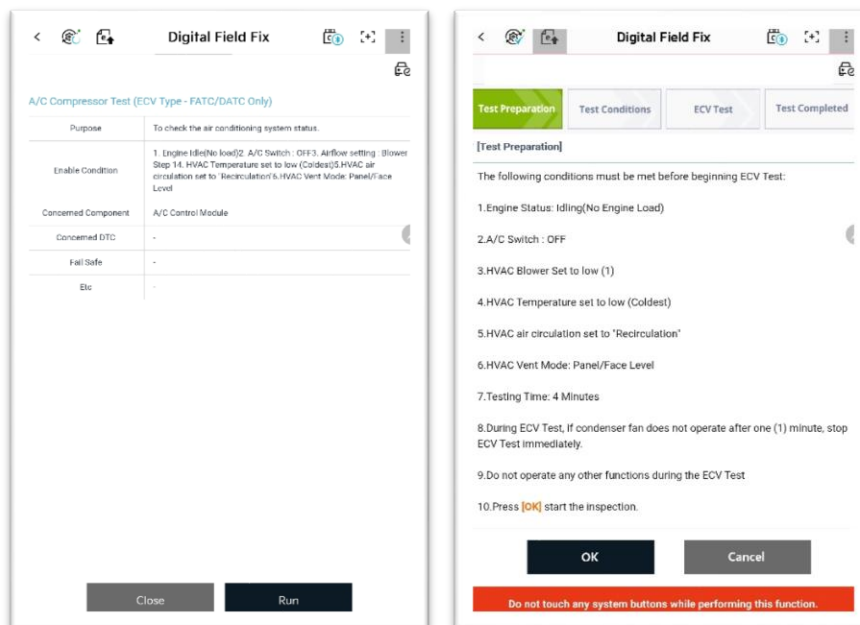 Digital Field Fix
A/C Compressor Test (ECV Type - FATC/DATC Only)
Purpose
To check the air conditioning system status.
Enable Condition
1. Engine Idle(No load)2. A/C Switch : OFF3. Airflow setting : Blower
Step 14. HVAC Temperature set to low (Coldest)5.HVAC air
circulation set to "Recirculation"6.HVAC Vent Mode: Panel/Face
Level
Concerned Component
A/C Control Module
Concerned DTC
-
Fail Safe
-
Etc
-
Close
Run
Digital Field Fix
Test Preparation
Test Conditions
ECV Test
Test Completed
[Test Preparation]
The following conditions must be met before beginning ECV Test:
1.Engine Status: Idling(No Engine Load)
2.A/C Switch : OFF
3.HVAC Blower Set to low (1)
4.HVAC Temperature set to low (Coldest)
5.HVAC air circulation set to "Recirculation"
6.HVAC Vent Mode: Panel/Face Level
7.Testing Time: 4 Minutes
8.During ECV Test, if condenser fan does not operate after one (1) minute, stop
ECV Test immediately.
9.Do not operate any other functions during the ECV Test
10.Press [OK] start the inspection.
OK
Cancel
Do not touch any system buttons while performing this function.